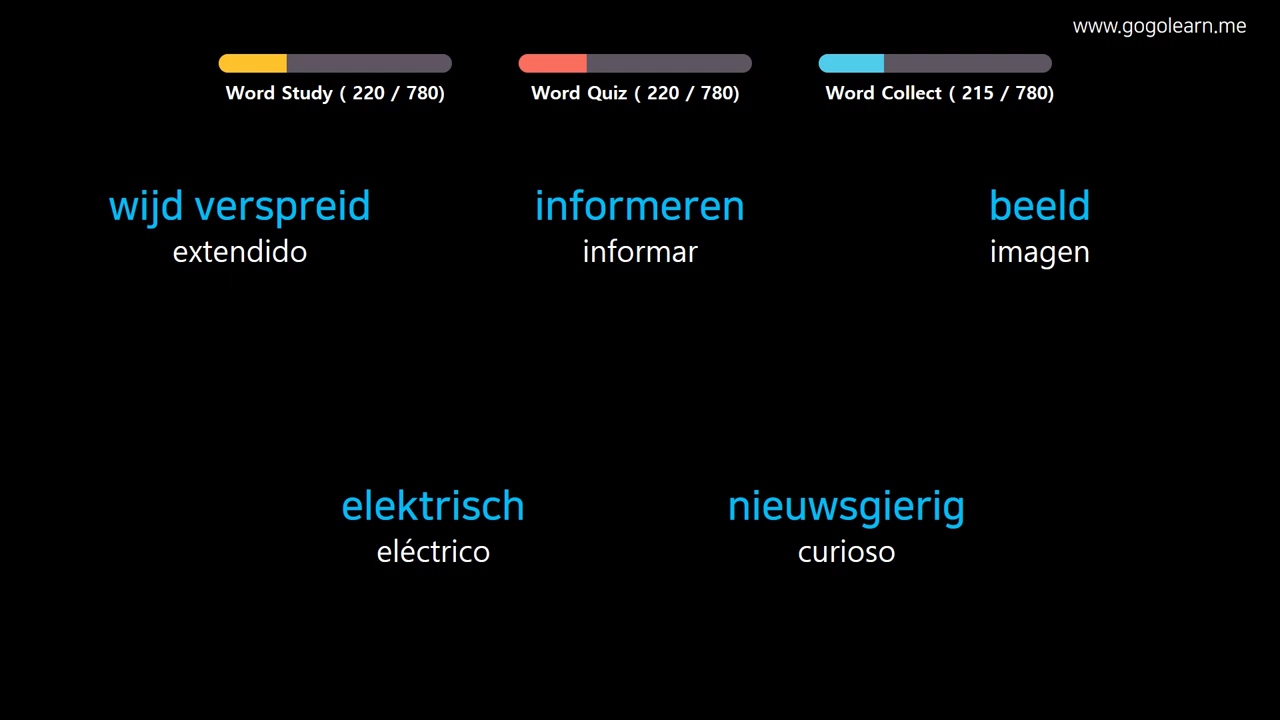 www.gogolearn.me
Word Study ( 220 / 780)
Word Quiz ( 220 / 780)
Word Collect ( 215 / 780)
wijd verspreid
extendido
informeren
informar
beeld
imagen
elektrisch
eléctrico
nieuwsgierig
curioso